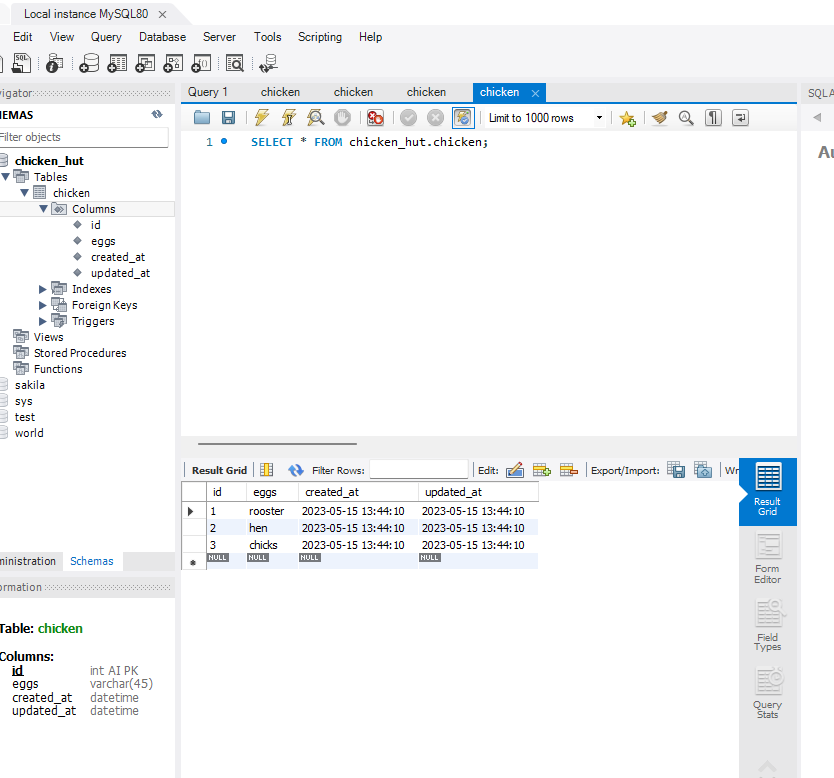 Local instance MySQL80
Edit View Query Database Server Tools Scripting Help
SQL
vigator
HEMAS
Filter objects
chicken_hut
Tables
chicken
Columns
id
eggs
created_at
updated_at
Indexes
Foreign Keys
Triggers
Views
Stored Procedures
Functions
sakila
sys
test
world
ministration Schemas
ormation
Table: chicken
Columns:
id int AI PK
eggs varchar(45)
created_at datetime
updated_at datetime
Query 1 chicken chicken chicken chicken
Limit to 1000 rows
1 SELECT * FROM chicken_hut.chicken;
Result Grid Filter Rows: Edit: Export/Import: Wr
id eggs created_at updated_at
1 rooster 2023-05-15 13:44:10 2023-05-15 13:44:10
2 hen 2023-05-15 13:44:10 2023-05-15 13:44:10
3 chicks 2023-05-15 13:44:10 2023-05-15 13:44:10
NULL NULL NULL NULL
Result
Grid
Form
Editor
Field
Types
Query
Stats
SQLA
Au